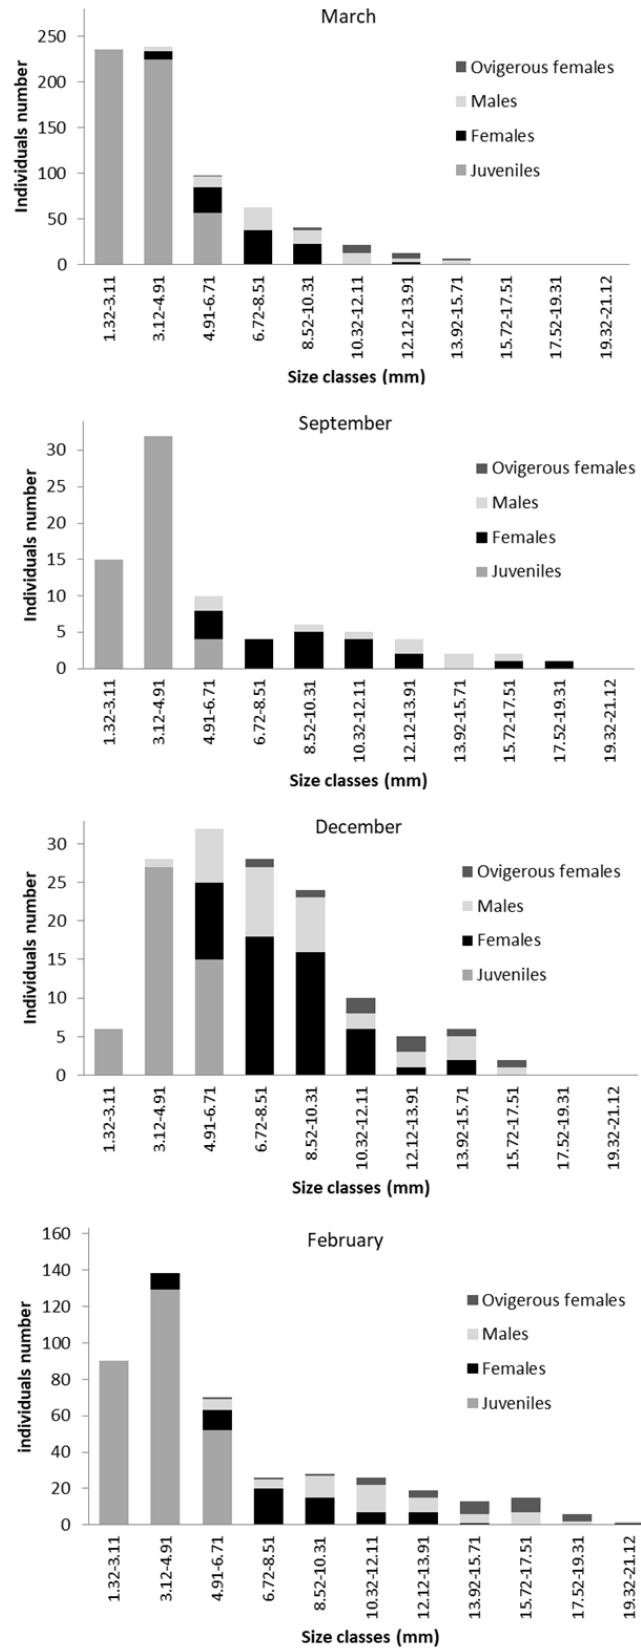 March
Individuals number
250
200
150
100
50
0
Ovigerous females
Males
Females
Juveniles
1.32-3.11
3.12-4.91
4.91-6.71
6.72-8.51
8.52-10.31
10.32-12.11
12.12-13.91
13.92-15.71
15.72-17.51
17.52-19.31
19.32-21.12
Size classes (mm)
September
Individuals number
30
25
20
15
10
5
0
Ovigerous females
Males
Females
Juveniles
1.32-3.11
3.12-4.91
4.91-6.71
6.72-8.51
8.52-10.31
10.32-12.11
12.12-13.91
13.92-15.71
15.72-17.51
17.52-19.31
19.32-21.12
Size classes (mm)
December
Individuals number
30
25
20
15
10
5
0
Ovigerous females
Males
Females
Juveniles
1.32-3.11
3.12-4.91
4.91-6.71
6.72-8.51
8.52-10.31
10.32-12.11
12.12-13.91
13.92-15.71
15.72-17.51
17.52-19.31
19.32-21.12
Size classes (mm)
February
individuals number
160
140
120
100
80
60
40
20
0
Ovigerous females
Males
Females
Juveniles
1.32-3.11
3.12-4.91
4.91-6.71
6.72-8.51
8.52-10.31
10.32-12.11
12.12-13.91
13.92-15.71
15.72-17.51
17.52-19.31
19.32-21.12
Size classes (mm)